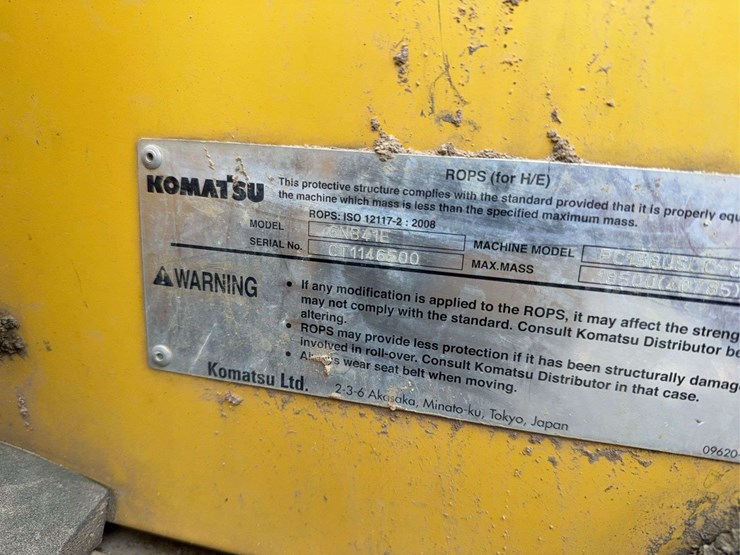 ROPS (for H/E)
KOMATSU
This protective structure complies with the standard provided that it is properly equ
the machine which mass is less than the specified maximum mass.
ROPS: ISO 12117-2 : 2008
MODEL
SERIAL No. CT1146500
MACHINE MODEL
MAX.MASS
WARNING
• If any modification is applied to the ROPS, it may affect the streng
may not comply with the standard. Consult Komatsu Distributor be
altering.
• ROPS may provide less protection if it has been structurally damag
involved in roll-over. Consult Komatsu Distributor in that case.
• Always wear seat belt when moving.
Komatsu Ltd.
2-3-6 Akasaka, Minato-ku, Tokyo, Japan
09620-